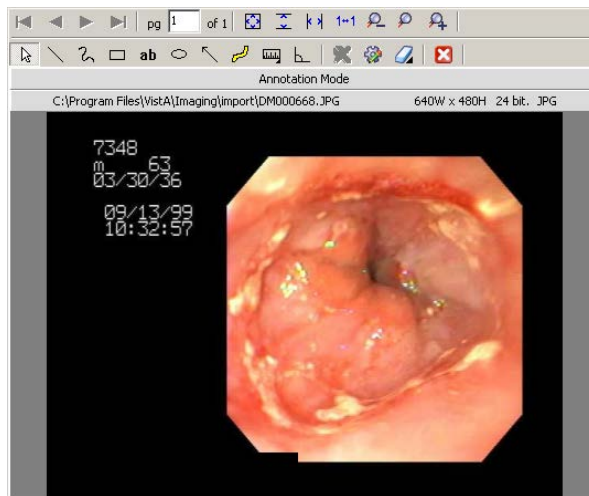 pg 1 of 1 1↔1
ab
Annotation Mode
C:\Program Files\VistA\Imaging\import\DM000668.JPG 640W x 480H 24 bit. JPG
7348
m 63
03/30/36
09/13/99
10:32:57